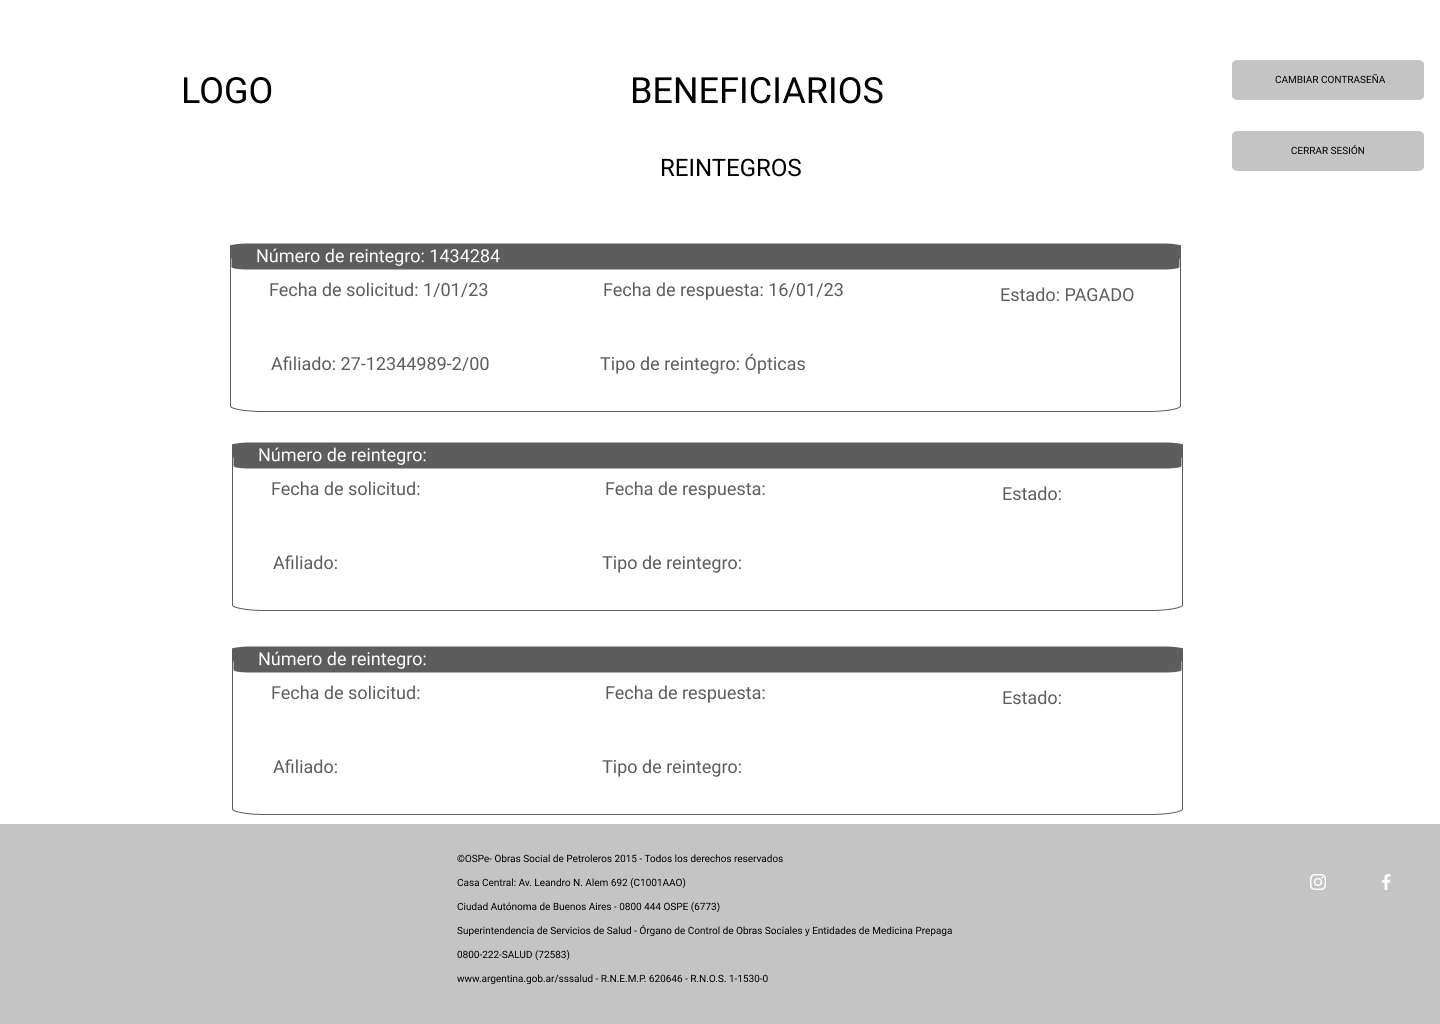 LOGO
BENEFICIARIOS
CAMBIAR CONTRASEÑA
CERRAR SESIÓN
REINTEGROS
Número de reintegro: 1434284
Fecha de solicitud: 1/01/23
Fecha de respuesta: 16/01/23
Estado: PAGADO
Afiliado: 27-12344989-2/00
Tipo de reintegro: Ópticas
Número de reintegro:
Fecha de solicitud:
Fecha de respuesta:
Estado:
Afiliado:
Tipo de reintegro:
Número de reintegro:
Fecha de solicitud:
Fecha de respuesta:
Estado:
Afiliado:
Tipo de reintegro:
©OSPe- Obras Social de Petroleros 2015 - Todos los derechos reservados
Casa Central: Av. Leandro N. Alem 692 (C1001AAO)
Ciudad Autónoma de Buenos Aires - 0800 444 OSPE (6773)
Superintendencia de Servicios de Salud - Órgano de Control de Obras Sociales y Entidades de Medicina Prepaga
0800-222-SALUD (72583)
www.argentina.gob.ar/sssalud - R.N.E.M.P. 620646 - R.N.O.S. 1-1530-0